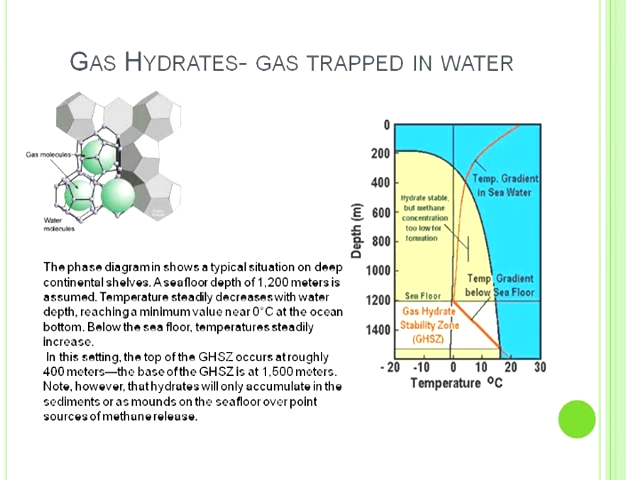 GAS HYDRATES- GAS TRAPPED IN WATER
Gas molecules
Water
molecules
The phase diagram in shows a typical situation on deep
continental shelves. A seafloor depth of 1,200 meters is
assumed. Temperature steadily decreases with water
depth, reaching a minimum value near 0°C at the ocean
bottom. Below the sea floor, temperatures steadily
increase.
In this setting, the top of the GHSZ occurs at roughly
400 meters—the base of the GHSZ is at 1,500 meters.
Note, however, that hydrates will only accumulate in the
sediments or as mounds on the seafloor over point
sources of methane release.
Depth (m)
0
200
400
600
800
1000
1200
1400
Temp. Gradient
in Sea Water
Hydrate stable,
but methane
concentration
too low for
formation
Temp. Gradient
below Sea Floor
Sea Floor
Gas Hydrate
Stability Zone
(GHSZ)
- 20 -10 0 10 20 30
Temperature ºC